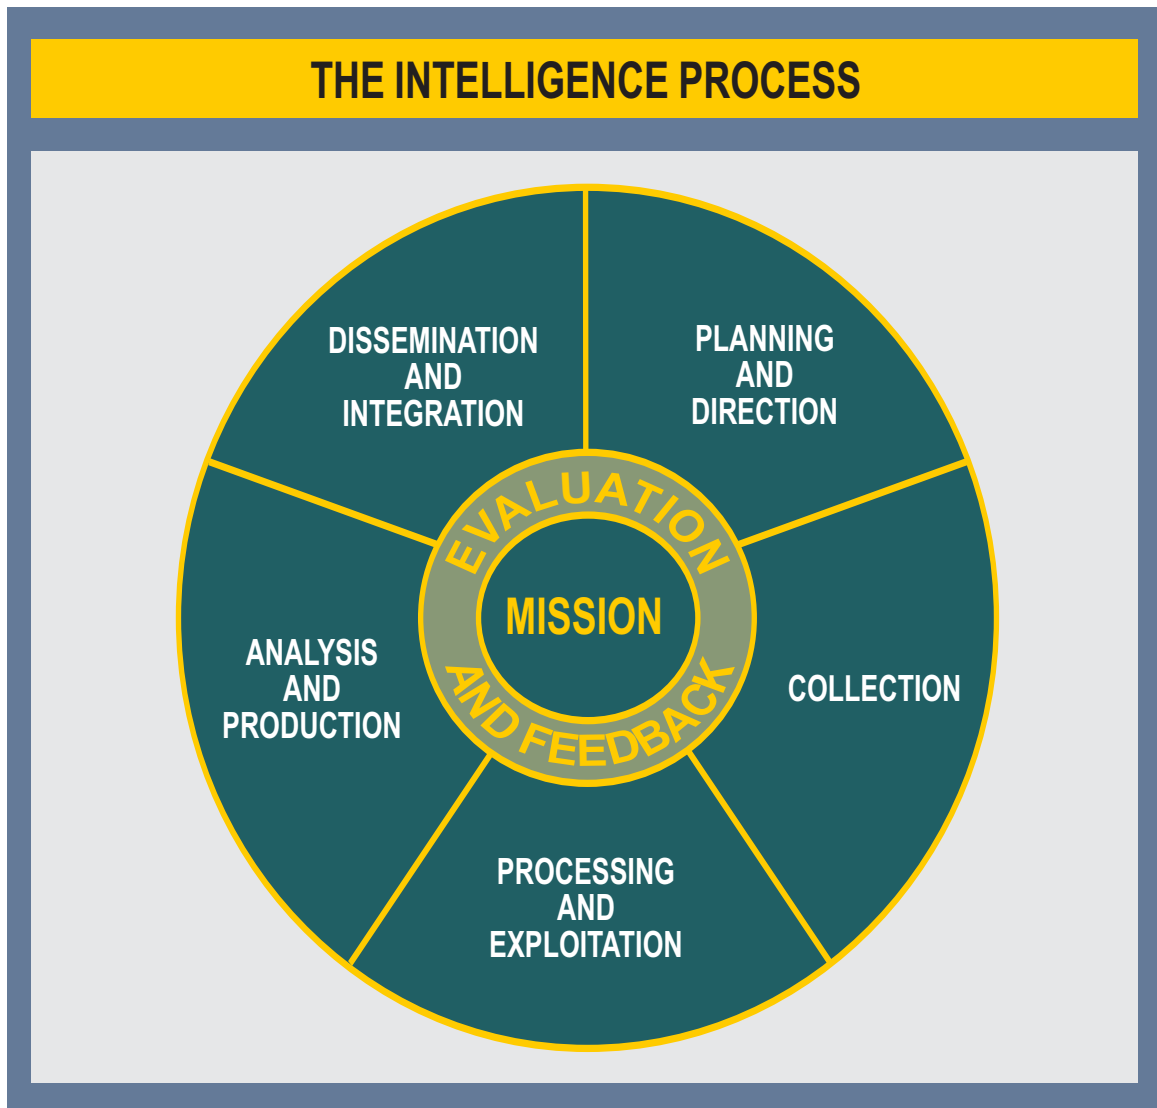 THE INTELLIGENCE PROCESS
DISSEMINATION
AND
INTEGRATION
PLANNING
AND
DIRECTION
EVALUATION
MISSION
AND FEEDBACK
ANALYSIS
AND
PRODUCTION
COLLECTION
PROCESSING
AND
EXPLOITATION